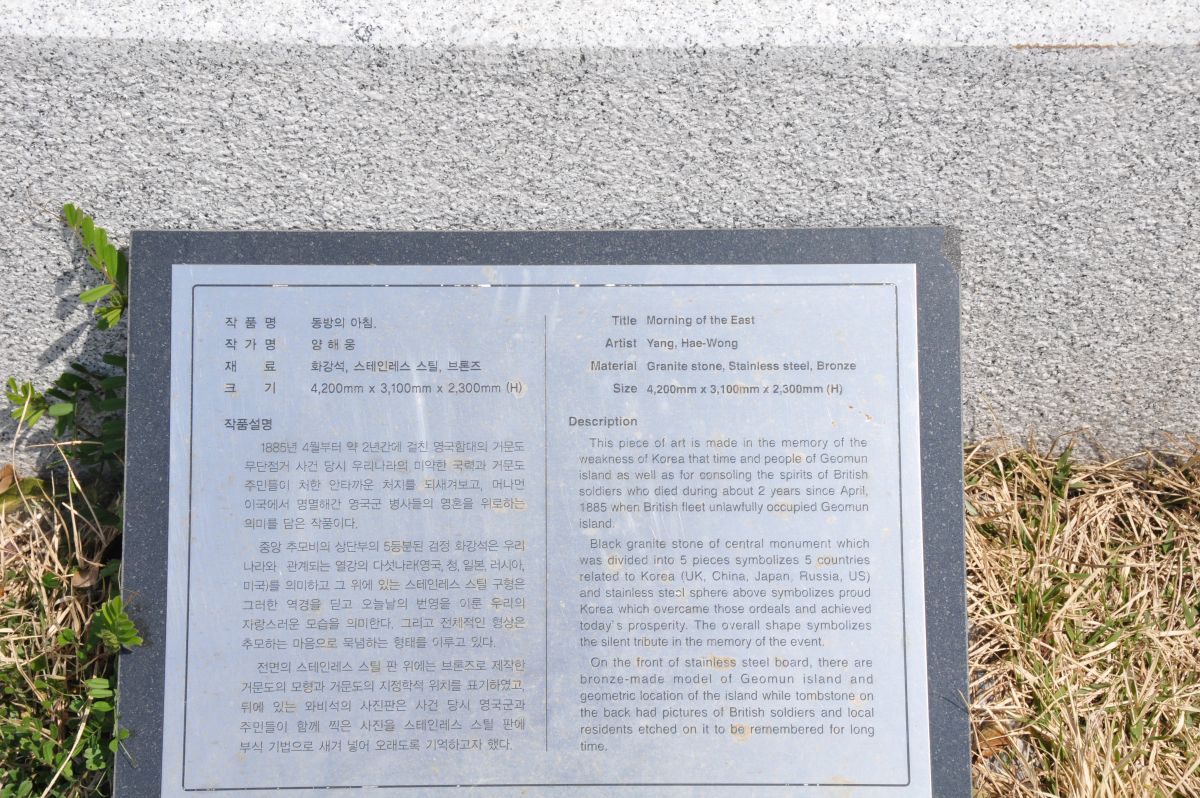 작 품 명 동방의 아침.
작 가 명 양 해 웅
재 료 화강석, 스테인레스 스틸, 브론즈
크 기 4,200mm x 3,100mm x 2,300mm (H)
작품설명
1885년 4월부터 약 2년간에 걸친 영국함대의 거문도
무단점거 사건 당시 우리나라의 미약한 국력과 거문도
주민들이 처한 안타까운 처지를 되새겨보고, 머나먼
이국에서 명멸해간 영국군 병사들의 영혼을 위로하는
의미를 담은 작품이다.
중앙 추모비의 상단부의 5등분된 검정 화강석은 우리
나라와 관계되는 열강의 다섯나라(영국, 청, 일본, 러시아,
미국)를 의미하고 그 위에 있는 스테인레스 스틸 구형은
그러한 역경을 딛고 오늘날의 번영을 이룬 우리의
자랑스러운 모습을 의미한다. 그리고 전체적인 형상은
추모하는 마음으로 묵념하는 형태를 이루고 있다.
전면의 스테인레스 스틸 판 위에는 브론즈로 제작한
거문도의 모형과 거문도의 지정학적 위치를 표기하였고,
뒤에 있는 와비석의 사진판은 사건 당시 영국군과
주민들이 함께 찍은 사진을 스테인레스 스틸 판에
부식 기법으로 새겨 넣어 오래도록 기억하고자 했다.
Title Morning of the East
Artist Yang, Hae-Wong
Material Granite stone, Stainless steel, Bronze
Size 4,200mm x 3,100mm x 2,300mm (H)
Description
This piece of art is made in the memory of the
weakness of Korea that time and people of Geomun
island as well as for consoling the spirits of British
soldiers who died during about 2 years since April,
1885 when British fleet unlawfully occupied Geomun
island.
Black granite stone of central monument which
was divided into 5 pieces symbolizes 5 countries
related to Korea (UK, China, Japan, Russia, US)
and stainless steel sphere above symbolizes proud
Korea which overcame those ordeals and achieved
today's prosperity. The overall shape symbolizes
the silent tribute in the memory of the event.
On the front of stainless steel board, there are
bronze-made model of Geomun island and
geometric location of the island while tombstone on
the back had pictures of British soldiers and local
residents etched on it to be remembered for long
time.